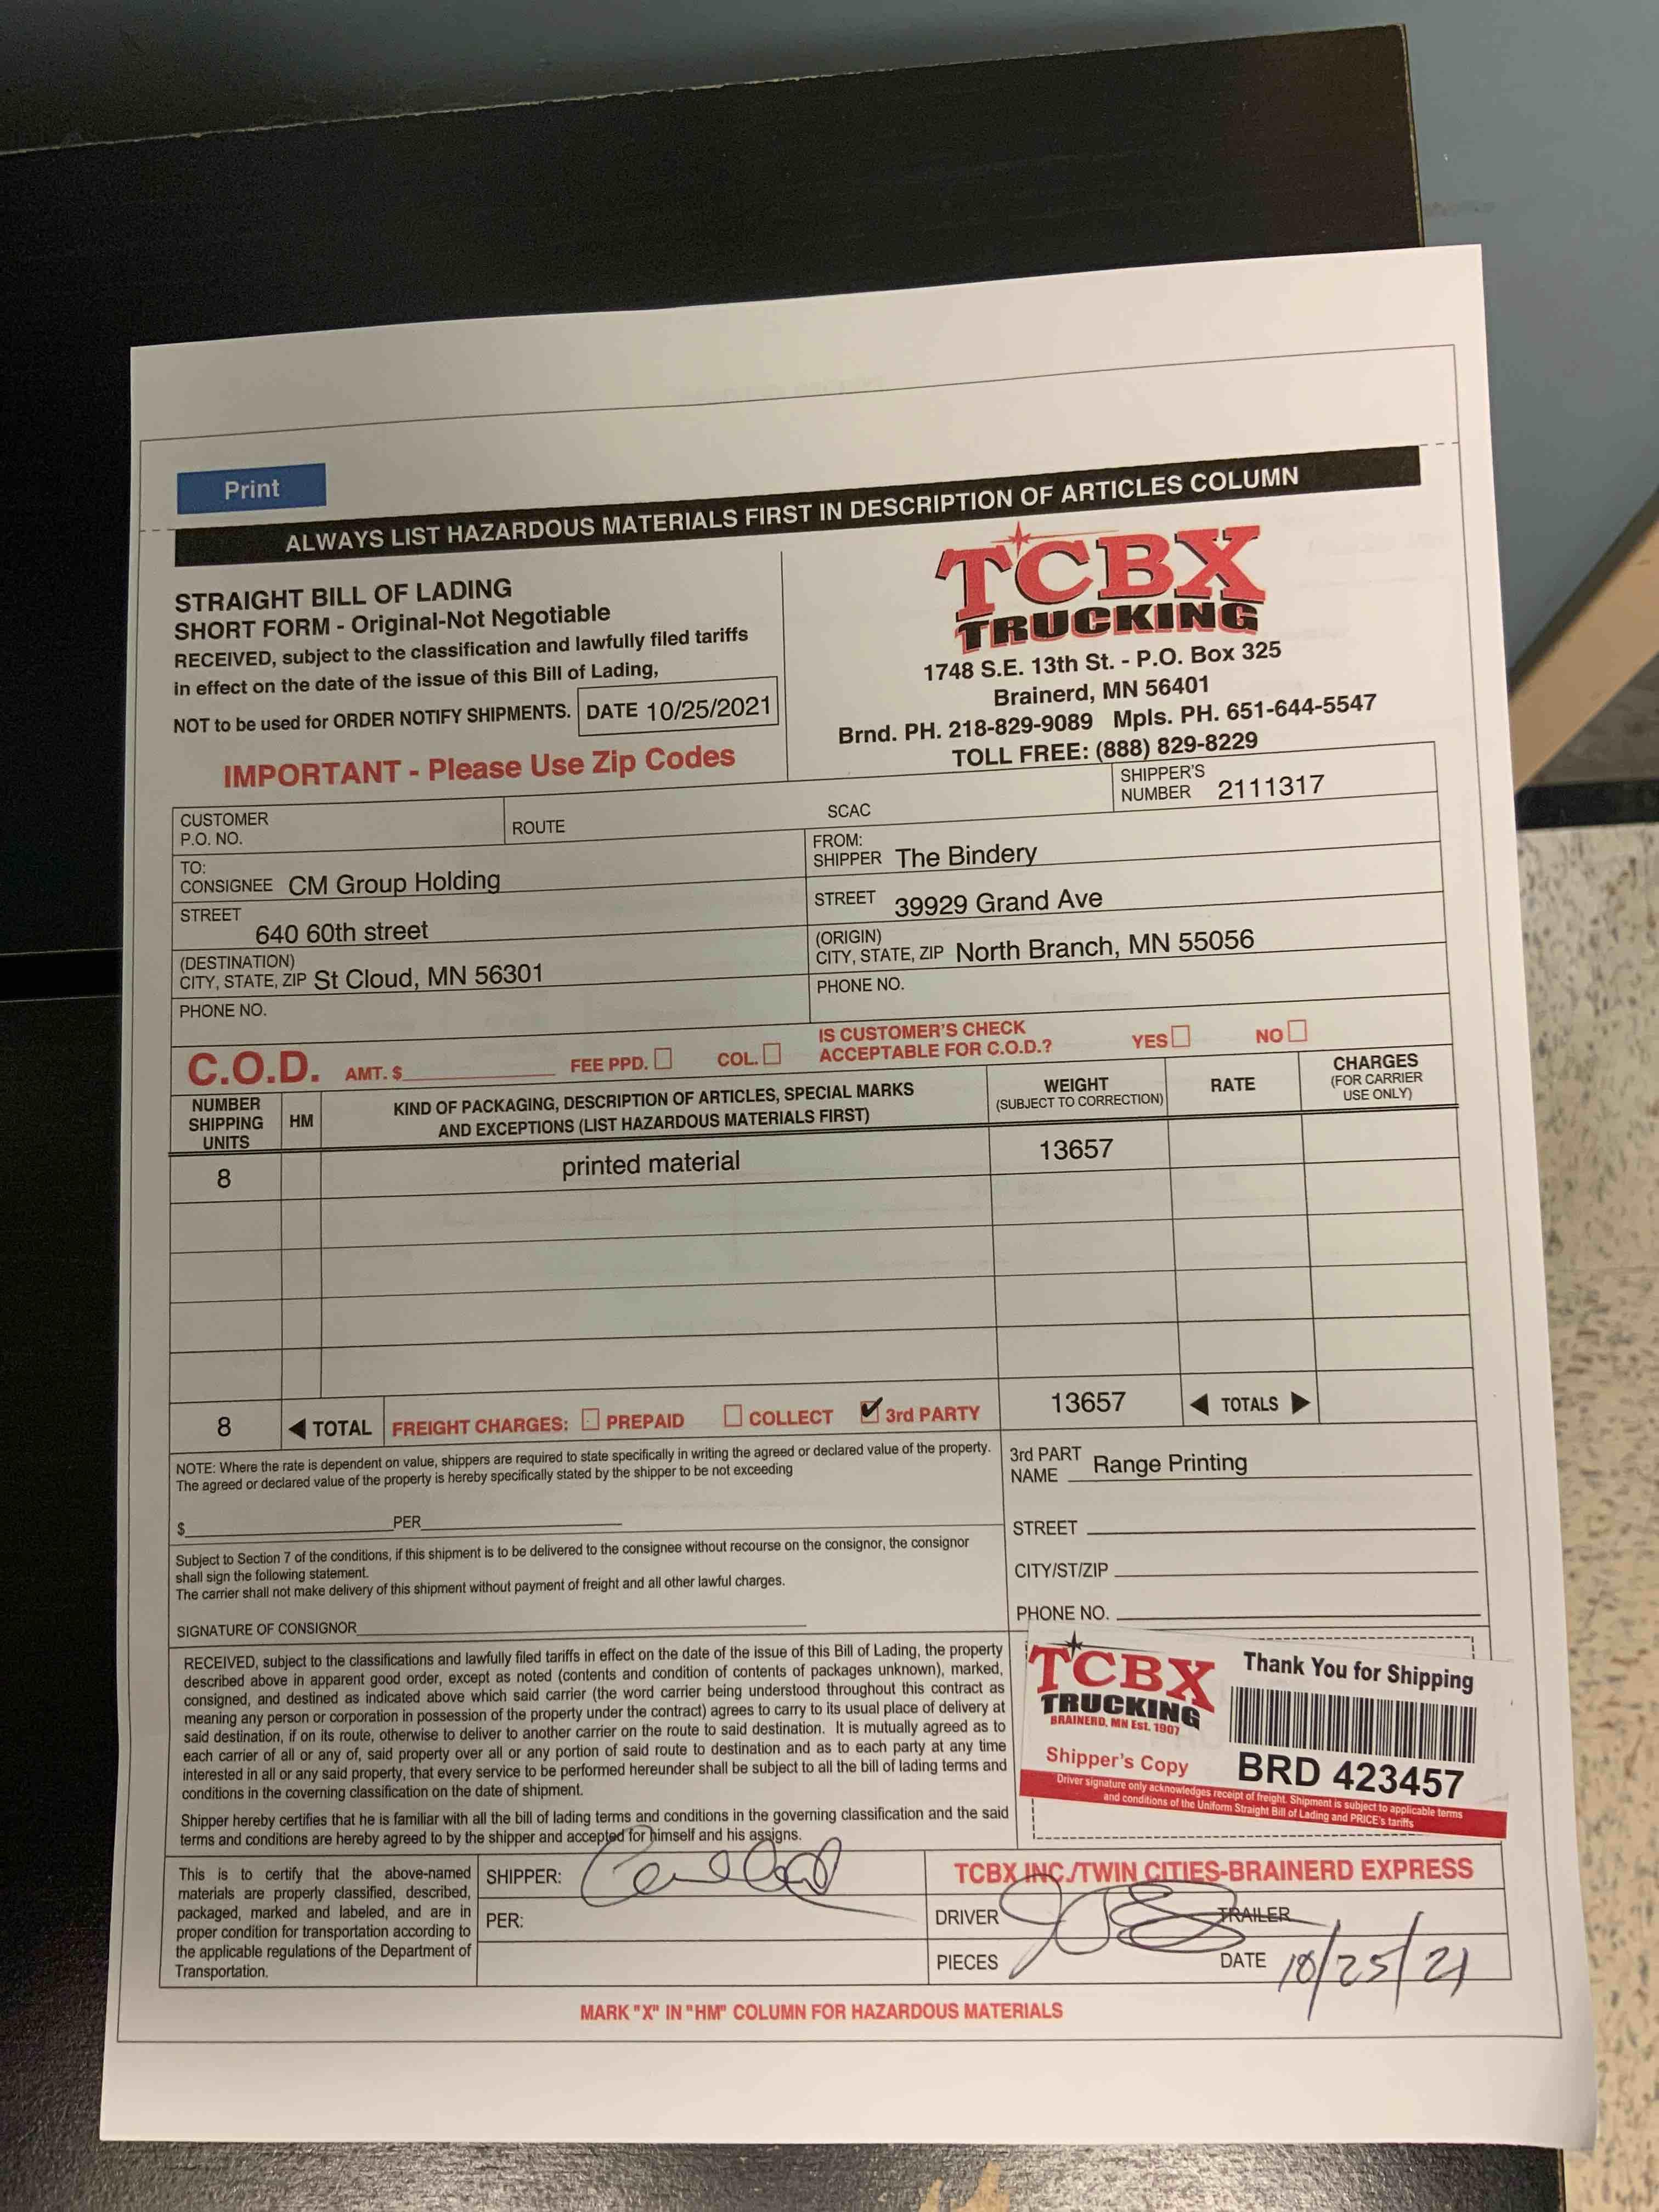 Print
ALWAYS LIST HAZARDOUS MATERIALS FIRST IN DESCRIPTION OF ARTICLES COLUMN
STRAIGHT BILL OF LADING
SHORT FORM - Original-Not Negotiable
RECEIVED, subject to the classification and lawfully filed tariffs
in effect on the date of the issue of this Bill of Lading,
NOT to be used for ORDER NOTIFY SHIPMENTS. DATE 10/25/2021
IMPORTANT - Please Use Zip Codes
TCBX
TRUCKING
1748 S.E. 13th St. - P.O. Box 325
Brainerd, MN 56401
Brnd. PH. 218-829-9089 Mpls. PH. 651-644-5547
TOLL FREE: (888) 829-8229
CUSTOMER
P.O. NO.
ROUTE
SCAC
SHIPPER'S
NUMBER 2111317
TO:
CONSIGNEE CM Group Holding
STREET
640 60th street
(DESTINATION)
CITY, STATE, ZIP St Cloud, MN 56301
PHONE NO.
FROM:
SHIPPER The Bindery
STREET 39929 Grand Ave
(ORIGIN)
CITY, STATE, ZIP North Branch, MN 55056
PHONE NO.
C.O.D. AMT. $ FEE PPD. COL.
IS CUSTOMER'S CHECK
ACCEPTABLE FOR C.O.D.? YES NO
NUMBER
SHIPPING
UNITS
HM
KIND OF PACKAGING, DESCRIPTION OF ARTICLES, SPECIAL MARKS
AND EXCEPTIONS (LIST HAZARDOUS MATERIALS FIRST)
WEIGHT
(SUBJECT TO CORRECTION)
RATE
CHARGES
(FOR CARRIER
USE ONLY)
8 printed material 13657
8 ◀ TOTAL FREIGHT CHARGES: PREPAID COLLECT ✔ 3rd PARTY 13657 ◀ TOTALS ▶
NOTE: Where the rate is dependent on value, shippers are required to state specifically in writing the agreed or declared value of the property.
The agreed or declared value of the property is hereby specifically stated by the shipper to be not exceeding
$ PER
Subject to Section 7 of the conditions, if this shipment is to be delivered to the consignee without recourse on the consignor, the consignor
shall sign the following statement.
The carrier shall not make delivery of this shipment without payment of freight and all other lawful charges.
SIGNATURE OF CONSIGNOR
3rd PART
NAME Range Printing
STREET
CITY/ST/ZIP
PHONE NO.
RECEIVED, subject to the classifications and lawfully filed tariffs in effect on the date of the issue of this Bill of Lading, the property
described above in apparent good order, except as noted (contents and condition of contents of packages unknown), marked,
consigned, and destined as indicated above which said carrier (the word carrier being understood throughout this contract as
meaning any person or corporation in possession of the property under the contract) agrees to carry to its usual place of delivery at
said destination, if on its route, otherwise to deliver to another carrier on the route to said destination. It is mutually agreed as to
each carrier of all or any of, said property over all or any portion of said route to destination and as to each party at any time
interested in all or any said property, that every service to be performed hereunder shall be subject to all the bill of lading terms and
conditions in the coverning classification on the date of shipment.
Shipper hereby certifies that he is familiar with all the bill of lading terms and conditions in the governing classification and the said
terms and conditions are hereby agreed to by the shipper and accepted for himself and his assigns.
TCBX
TRUCKING
BRAINERD, MN Est. 1907
Shipper's Copy
Thank You for Shipping
BRD 423457
Driver signature only acknowledges receipt of freight. Shipment is subject to applicable terms
and conditions of the Uniform Straight Bill of Lading and PRICE's tariffs
This is to certify that the above-named
materials are properly classified, described,
packaged, marked and labeled, and are in
proper condition for transportation according to
the applicable regulations of the Department of
Transportation.
SHIPPER:
PER:
TCBX INC./TWIN CITIES-BRAINERD EXPRESS
DRIVER TRAILER
PIECES DATE 10/25/21
MARK "X" IN "HM" COLUMN FOR HAZARDOUS MATERIALS